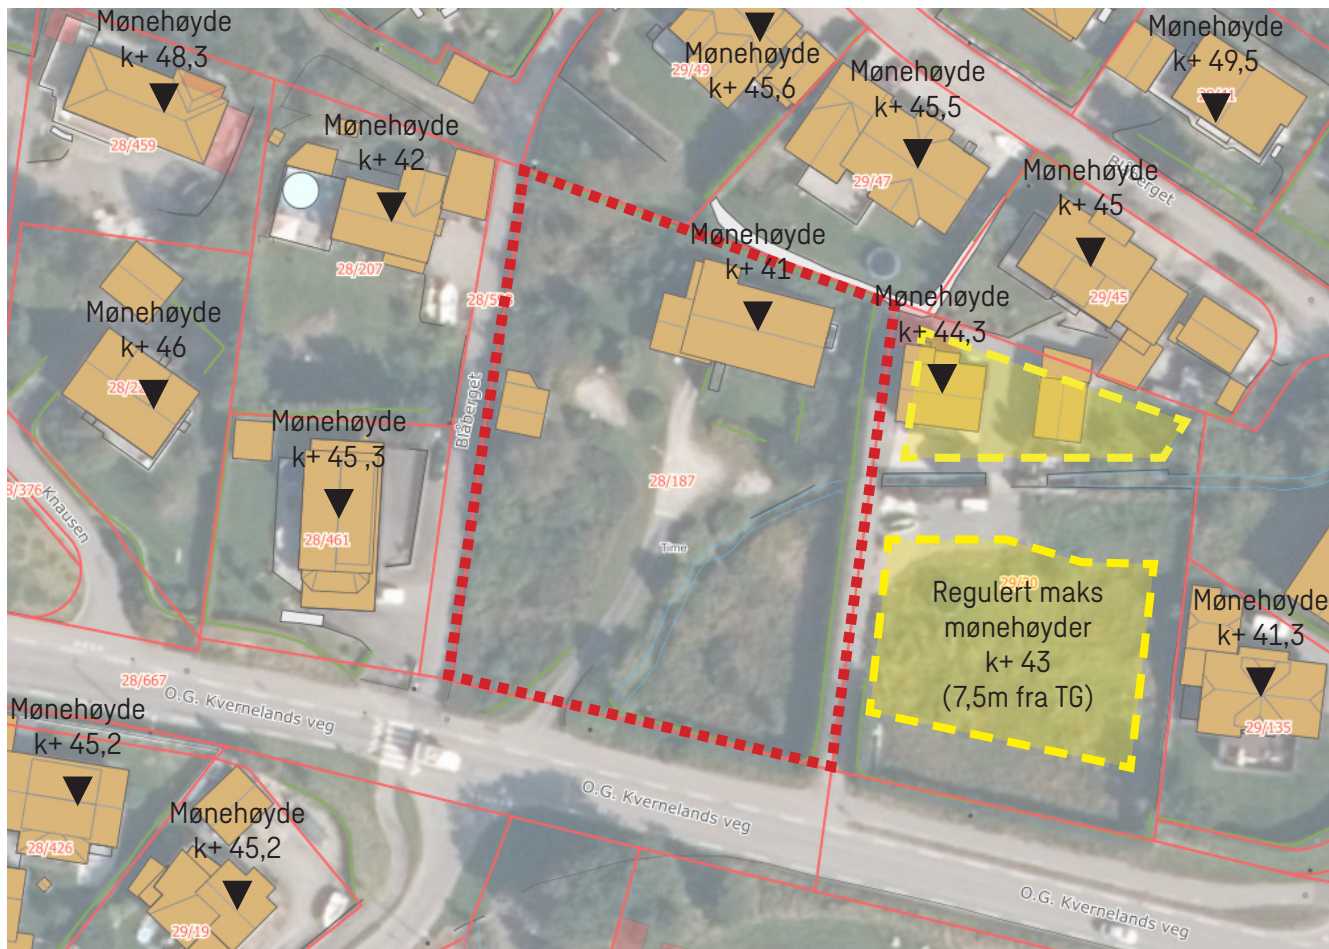 Mønehøyde
k+ 48,3
28/459
Mønehøyde
k+ 45,6
29/49
Mønehøyde
k+ 45,5
29/47
Mønehøyde
k+ 49,5
Blåberget
Mønehøyde
k+ 42
28/207
Mønehøyde
k+ 45
29/45
Mønehøyde
k+ 41
Mønehøyde
k+ 44,3
Mønehøyde
k+ 46
Blåberget
Mønehøyde
k+ 45 ,3
28/461
Knausen
28/187
Time
Regulert maks
mønehøyder
k+ 43
(7,5m fra TG)
Mønehøyde
k+ 41,3
29/135
28/667
O.G. Kvernelands veg
Mønehøyde
k+ 45,2
28/426
Mønehøyde
k+ 45,2
29/19
O.G. Kvernelands veg
O.G. Kvernelands veg